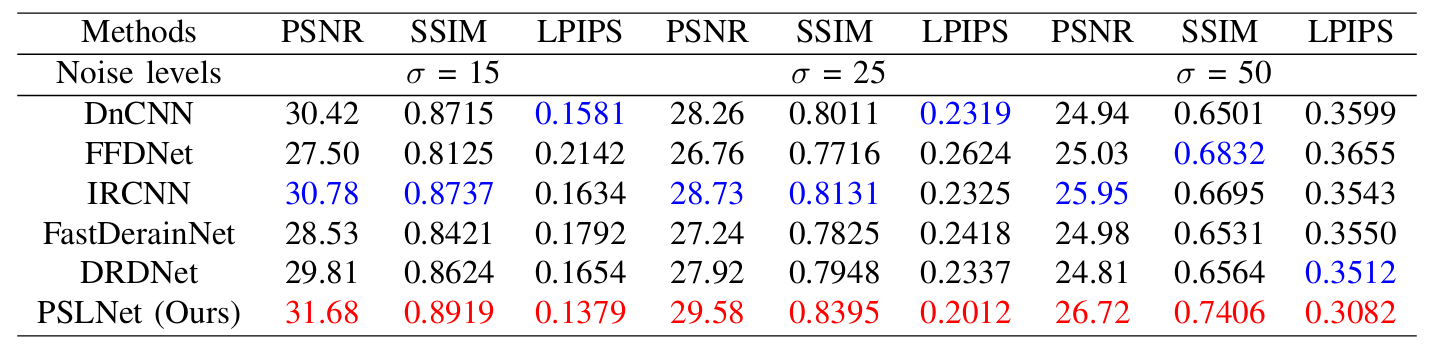 Methods PSNR SSIM LPIPS PSNR SSIM LPIPS PSNR SSIM LPIPS
Noise levels σ = 15 σ = 25 σ = 50
DnCNN 30.42 0.8715 0.1581 28.26 0.8011 0.2319 24.94 0.6501 0.3599
FFDNet 27.50 0.8125 0.2142 26.76 0.7716 0.2624 25.03 0.6832 0.3655
IRCNN 30.78 0.8737 0.1634 28.73 0.8131 0.2325 25.95 0.6695 0.3543
FastDerainNet 28.53 0.8421 0.1792 27.24 0.7825 0.2418 24.98 0.6531 0.3550
DRDNet 29.81 0.8624 0.1654 27.92 0.7948 0.2337 24.81 0.6564 0.3512
PSLNet (Ours) 31.68 0.8919 0.1379 29.58 0.8395 0.2012 26.72 0.7406 0.3082